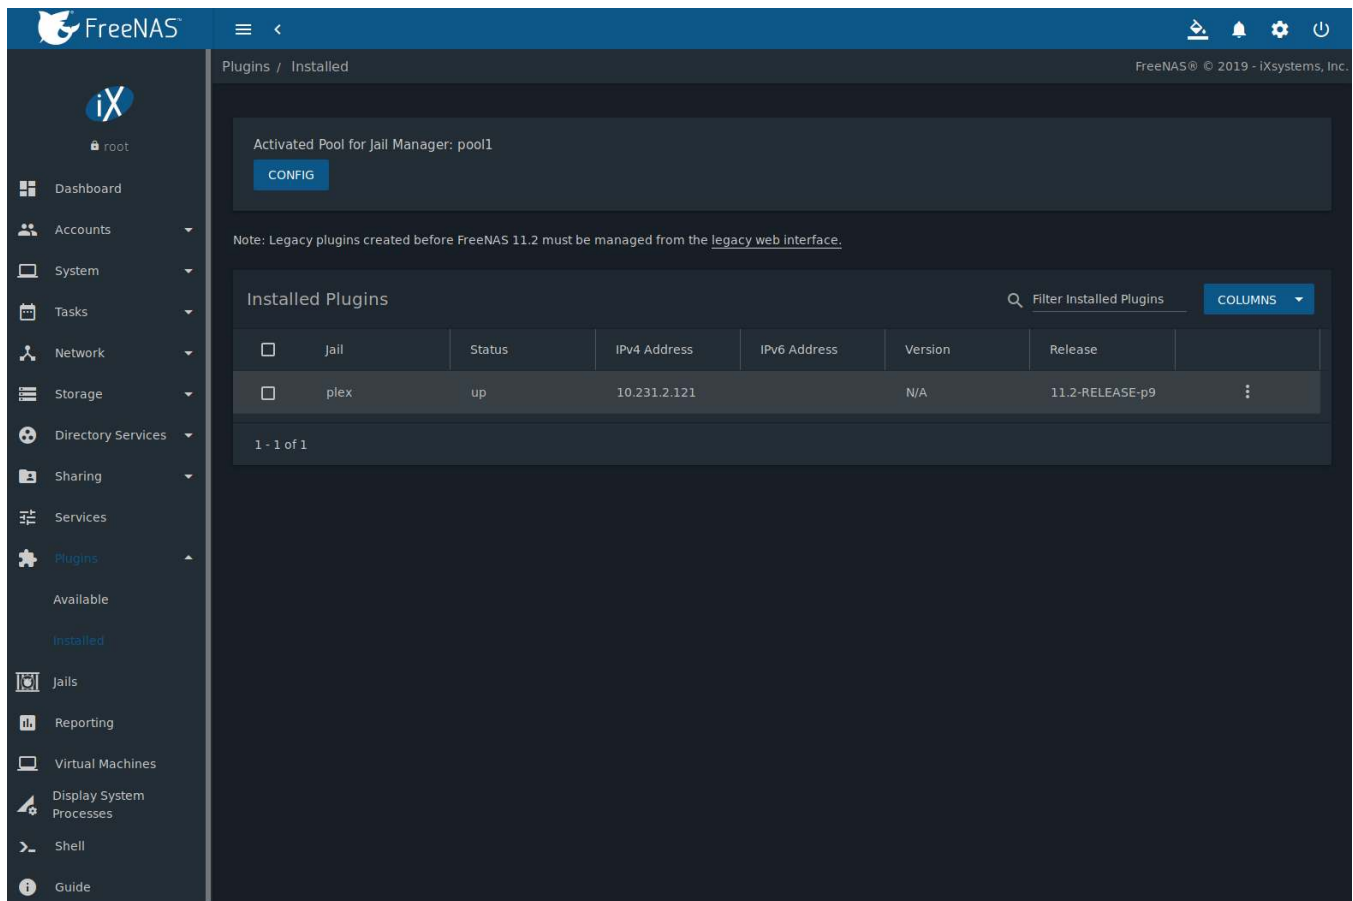 FreeNAS™
Plugins / Installed
FreeNAS® © 2019 - iXsystems, Inc.
iX
root
Dashboard
Accounts
System
Tasks
Network
Storage
Directory Services
Sharing
Services
Plugins
Available
Installed
Jails
Reporting
Virtual Machines
Display System
Processes
Shell
Guide
Activated Pool for Jail Manager: pool1
CONFIG
Note: Legacy plugins created before FreeNAS 11.2 must be managed from the legacy web interface.
Installed Plugins
Filter Installed Plugins
COLUMNS
Jail Status IPv4 Address IPv6 Address Version Release
plex up 10.231.2.121 N/A 11.2-RELEASE-p9
1 - 1 of 1